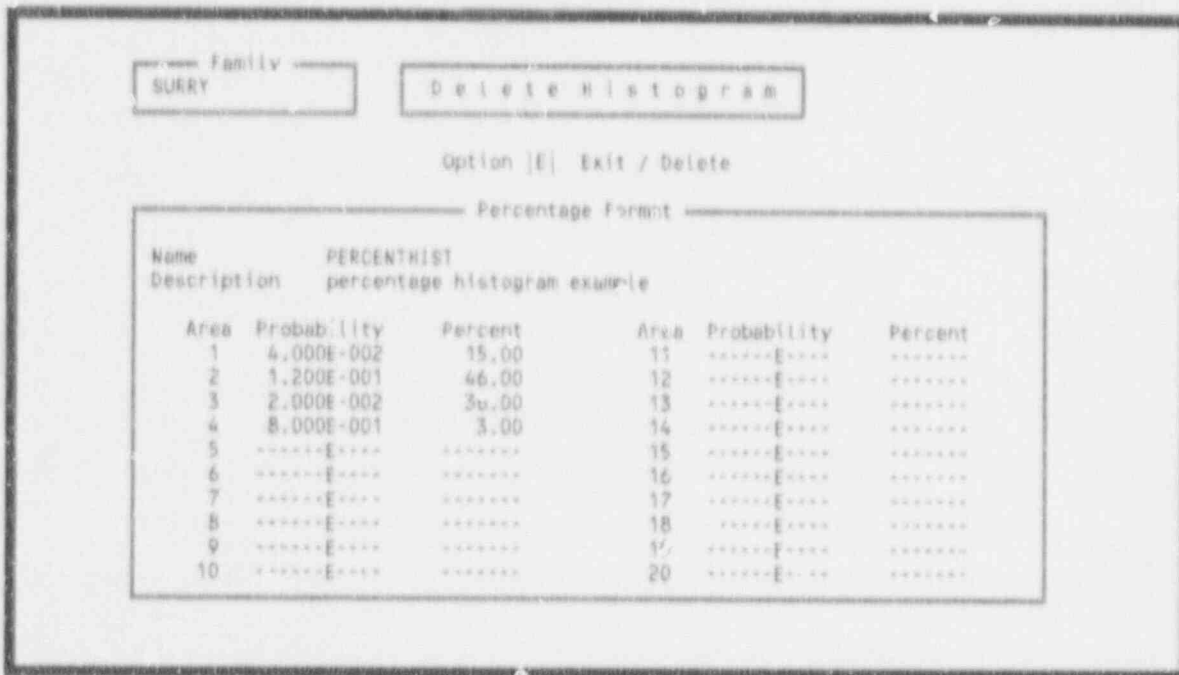 Family
SURRY
Delete Histogram
Option |E| Exit / Delete
Percentage Format
Name PERCENTHIST
Description percentage histogram example
Area Probability Percent Area Probability Percent
1 4.000E-002 15.00 11 ------E---- -------
2 1.200E-001 46.00 12 ------E---- -------
3 2.000E-002 13 ------E---- -------
4 8.000E-001 3.00 14 ------E---- -------
5 ------E---- ------- 15 ------E---- -------
6 ------E---- ------- 16 ------E---- -------
7 ------E---- ------- 17 ------E---- -------
8 ------E---- ------- 18 ------E---- -------
9 ------E---- ------- ------E---- -------
10 ------E---- ------- 20 ------E---- -------